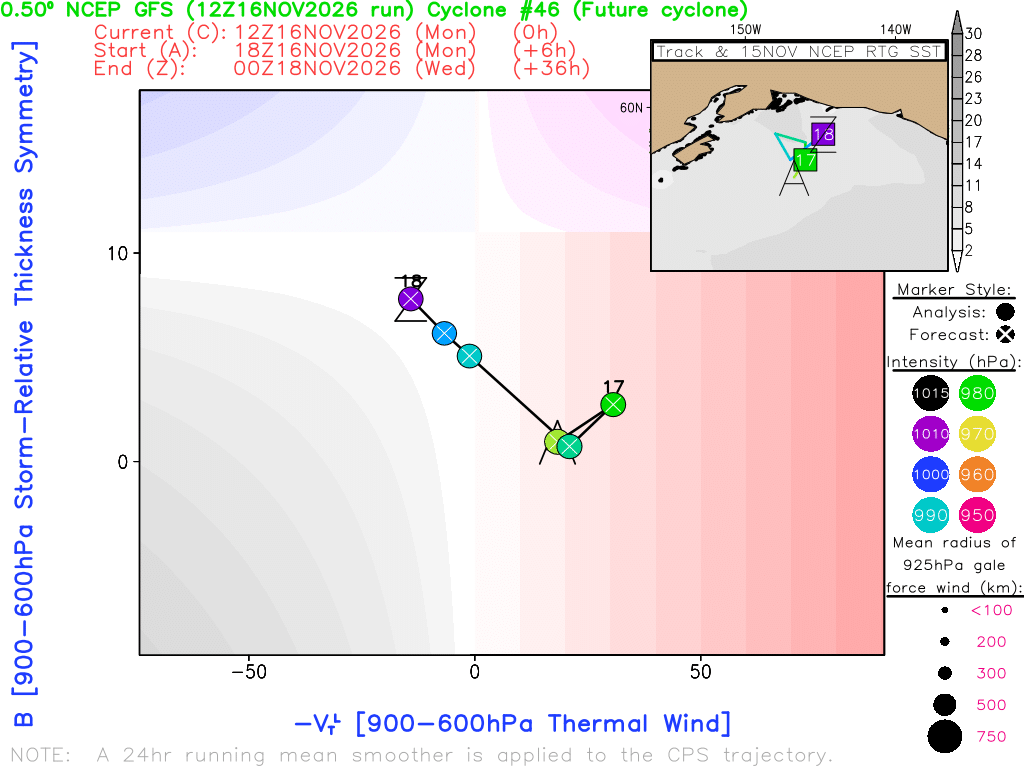 0.50° NCEP GFS (12Z16NOV2026 run) Cyclone #46 (Future cyclone)
Current (C): 12Z16NOV2026 (Mon) (0h)
Start (A): 18Z16NOV2026 (Mon) (+6h)
End (Z): 00Z18NOV2026 (Wed) (+36h)
150W 140W
Track & 15NOV NCEP RTG SST
60N
18
Z
17
A
30
28
26
23
20
17
14
11
8
5
2
B [900-600hPa Storm-Relative Thickness Symmetry]
10
0
18
Z
17
A
-50 0 50
-VTL [900-600hPa Thermal Wind]
Marker Style:
Analysis:
Forecast:
Intensity (hPa):
1015 980
1010 970
1000 960
990 950
Mean radius of
925hPa gale
force wind (km):
<100
200
300
500
750
NOTE: A 24hr running mean smoother is applied to the CPS trajectory.